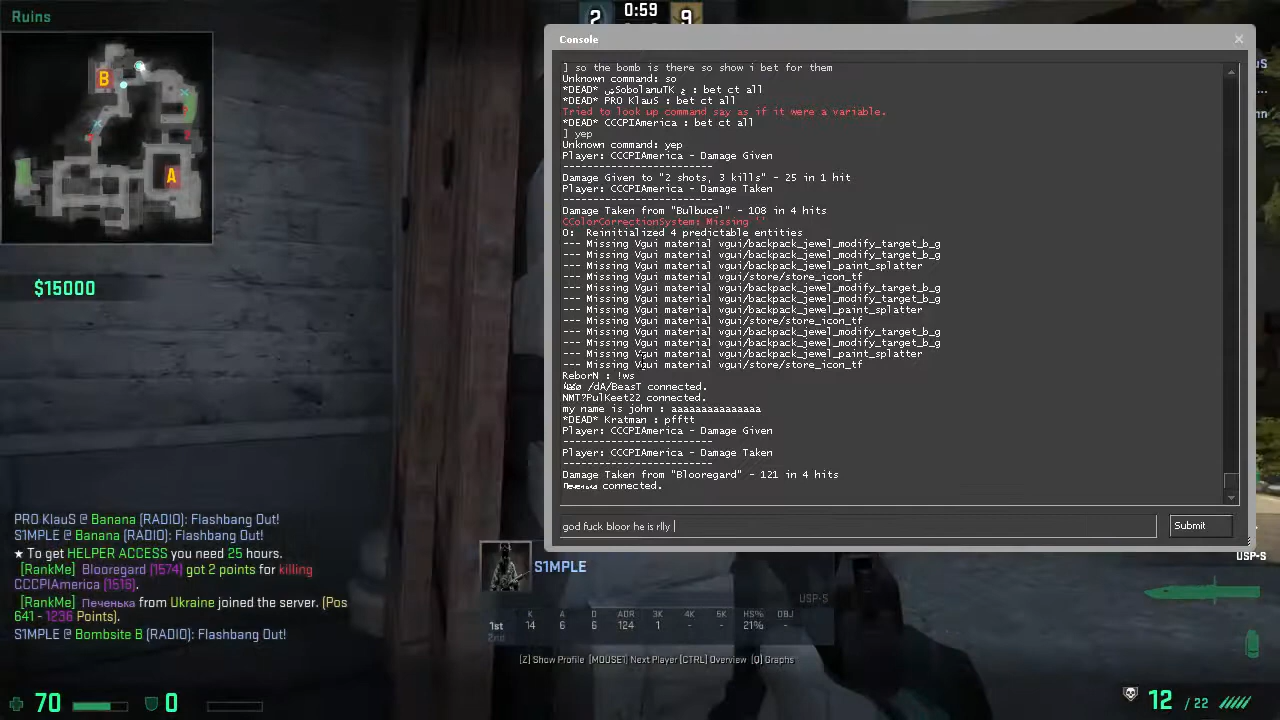 Ruins
2
0:59
9
Console
] so the bomb is there so show i bet for them
Unknown command: so
*DEAD* PRO KlauS : bet ct all
Tried to look up command say as if it were a variable.
*DEAD* CCCPIAmerica : bet ct all
] yep
Unknown command: yep
Player: CCCPIAmerica - Damage Given
-------------------------
Damage Given to "2 shots, 3 kills" - 25 in 1 hit
Player: CCCPIAmerica - Damage Taken
-------------------------
Damage Taken from "Bulbucel" - 108 in 4 hits
CColorCorrectionSystem: Missing ''
0:  Reinitialized 4 predictable entities
--- Missing Vgui material vgui/backpack_jewel_modify_target_b_g
--- Missing Vgui material vgui/backpack_jewel_modify_target_b_g
--- Missing Vgui material vgui/backpack_jewel_paint_splatter
--- Missing Vgui material vgui/store/store_icon_tf
--- Missing Vgui material vgui/backpack_jewel_modify_target_b_g
--- Missing Vgui material vgui/backpack_jewel_modify_target_b_g
--- Missing Vgui material vgui/backpack_jewel_paint_splatter
--- Missing Vgui material vgui/store/store_icon_tf
--- Missing Vgui material vgui/backpack_jewel_modify_target_b_g
--- Missing Vgui material vgui/backpack_jewel_modify_target_b_g
--- Missing Vgui material vgui/backpack_jewel_paint_splatter
--- Missing Vgui material vgui/store/store_icon_tf
ReborN : !ws
/dA/BeasT connected.
NMT?PulKeet22 connected.
my name is john : aaaaaaaaaaaaaaa
*DEAD* Kratman : pfftt
Player: CCCPIAmerica - Damage Given
-------------------------
Player: CCCPIAmerica - Damage Taken
-------------------------
Damage Taken from "Blooregard" - 121 in 4 hits
Печенька connected.
god fuck bloor he is rlly
Submit
B
A
$15000
PRO KlauS @ Banana (RADIO): Flashbang Out!
S1MPLE @ Banana (RADIO): Flashbang Out!
★ To get HELPER ACCESS you need 25 hours.
[RankMe] Blooregard (1574) got 2 points for killing
CCCPIAmerica (1516).
[RankMe] Печенька from Ukraine joined the server. (Pos
641 - 1236 Points).
S1MPLE @ Bombsite B (RADIO): Flashbang Out!
S1MPLE
USP-S
USP-S
K A D ADR 3K 4K 5K HS% OBJ
1st 14 6 6 124 1 - - 21% -
2nd
[Z] Show Profile [MOUSE1] Next Player [CTRL] Overview [Q] Graphs
70
0
12 / 22